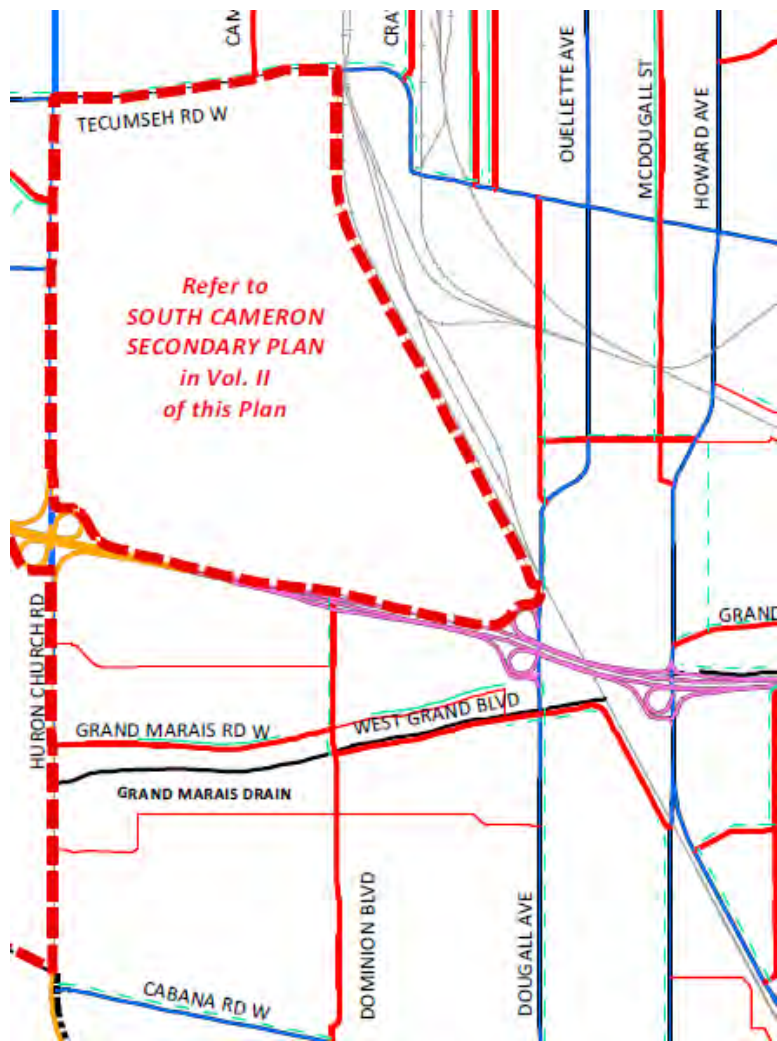 CAM
CRA
OUELLETTE AVE
MCDOUGALL ST
HOWARD AVE
TECUMSEH RD W
Refer to
SOUTH CAMERON
SECONDARY PLAN
in Vol. II
of this Plan
HURON CHURCH RD
GRAND
GRAND MARAIS RD W
WEST GRAND BLVD
GRAND MARAIS DRAIN
DOMINION BLVD
DOUGALL AVE
CABANA RD W